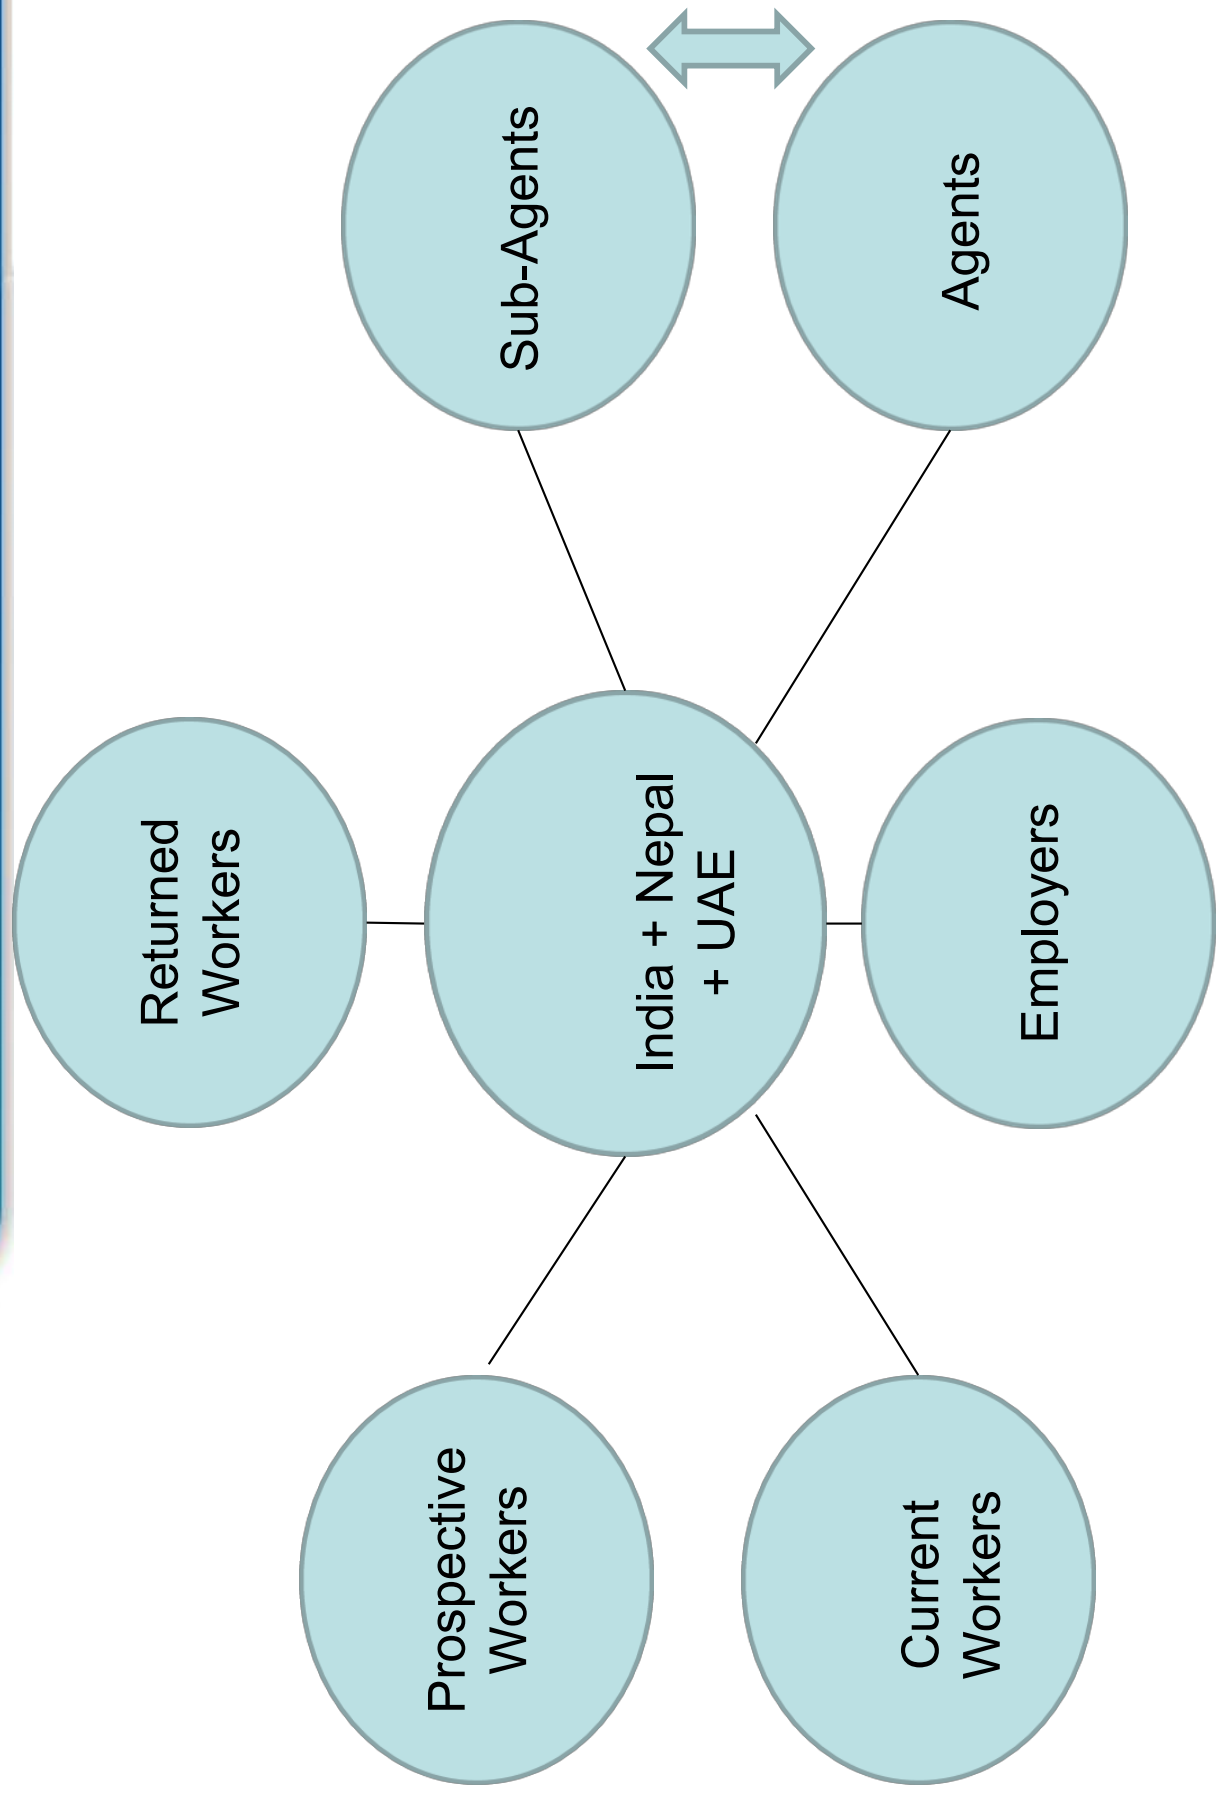 Returned
Workers
Prospective
Workers
Sub-Agents
India + Nepal
+ UAE
Current
Workers
Agents
Employers